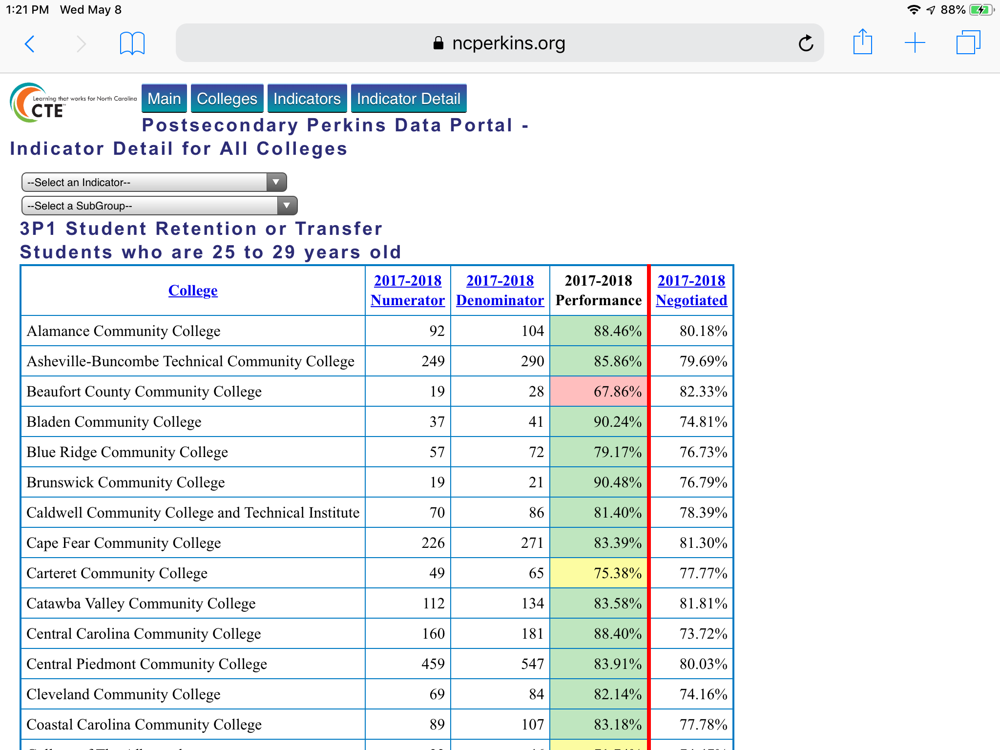 1:21 PM Wed May 8 88%
ncperkins.org
Learning that works for North Carolina
CTE™
Main Colleges Indicators Indicator Detail
Postsecondary Perkins Data Portal -
Indicator Detail for All Colleges
--Select an Indicator--
--Select a SubGroup--
3P1 Student Retention or Transfer
Students who are 25 to 29 years old
College 2017-2018 Numerator 2017-2018 Denominator 2017-2018 Performance 2017-2018 Negotiated
Alamance Community College 92 104 88.46% 80.18%
Asheville-Buncombe Technical Community College 249 290 85.86% 79.69%
Beaufort County Community College 19 28 67.86% 82.33%
Bladen Community College 37 41 90.24% 74.81%
Blue Ridge Community College 57 72 79.17% 76.73%
Brunswick Community College 19 21 90.48% 76.79%
Caldwell Community College and Technical Institute 70 86 81.40% 78.39%
Cape Fear Community College 226 271 83.39% 81.30%
Carteret Community College 49 65 75.38% 77.77%
Catawba Valley Community College 112 134 83.58% 81.81%
Central Carolina Community College 160 181 88.40% 73.72%
Central Piedmont Community College 459 547 83.91% 80.03%
Cleveland Community College 69 84 82.14% 74.16%
Coastal Carolina Community College 89 107 83.18% 77.78%